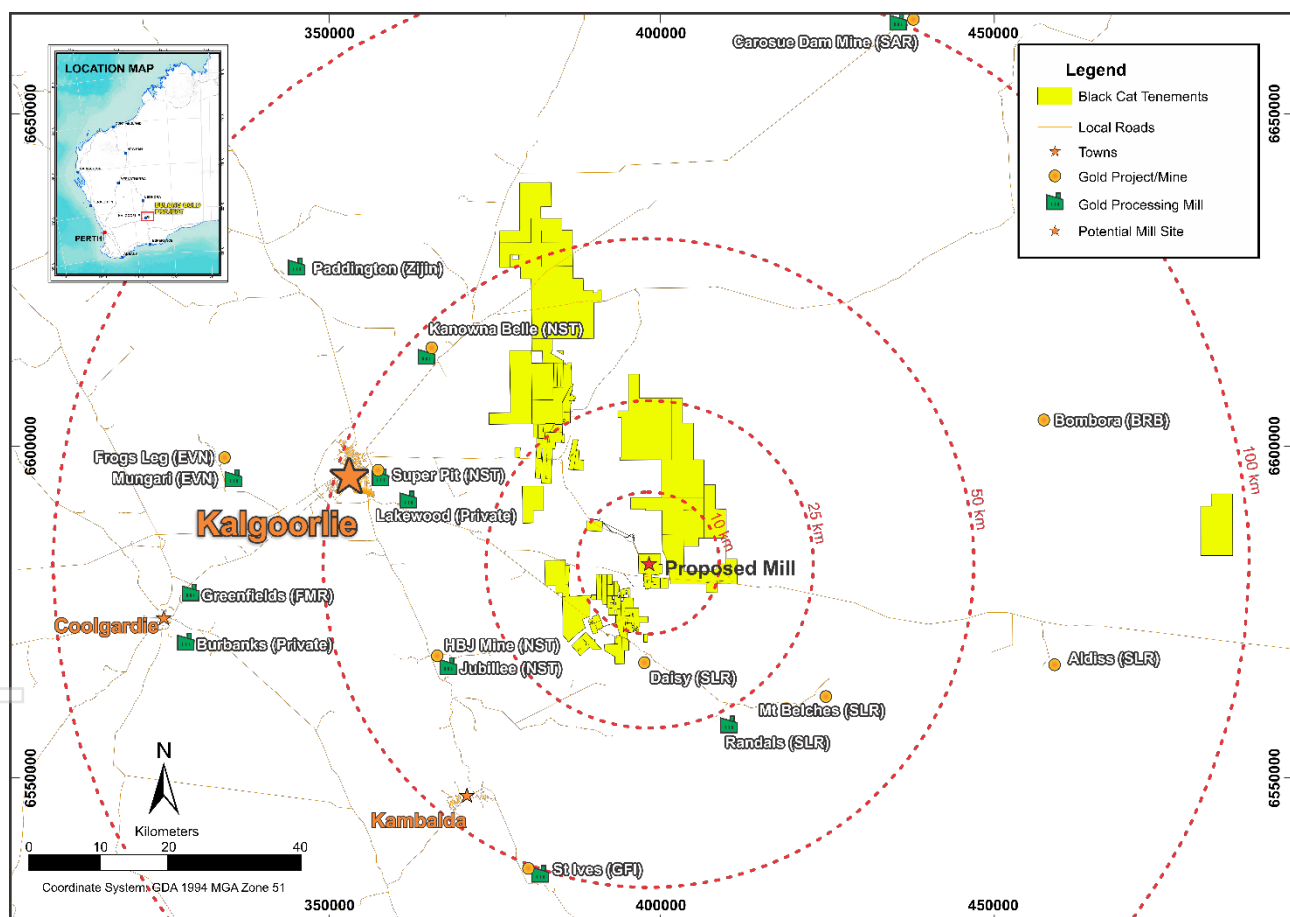 350000
400000
450000
Carosue Dam Mine (SAR)
LOCATION MAP
PERTH
Legend
Black Cat Tenements
Local Roads
Towns
Gold Project/Mine
Gold Processing Mill
Potential Mill Site
6650000
6650000
Paddington (Zijin)
Kanowna Belle (NST)
Bombora (BRB)
6600000
6600000
Frogs Leg (EVN)
Mungari (EVN)
Super Pit (NST)
Lakewood (Private)
Kalgoorlie
10 km
25 km
50 km
100 km
Proposed Mill
Greenfields (FMR)
Coolgardie
Burbanks (Private)
HBJ Mine (NST)
Jubillee (NST)
Daisy (SLR)
Aldiss (SLR)
Mt Belches (SLR)
Randals (SLR)
6550000
6550000
N
Kambalda
Kilometers
0 10 20 40
St Ives (GFI)
Coordinate System: GDA 1994 MGA Zone 51
350000
400000
450000